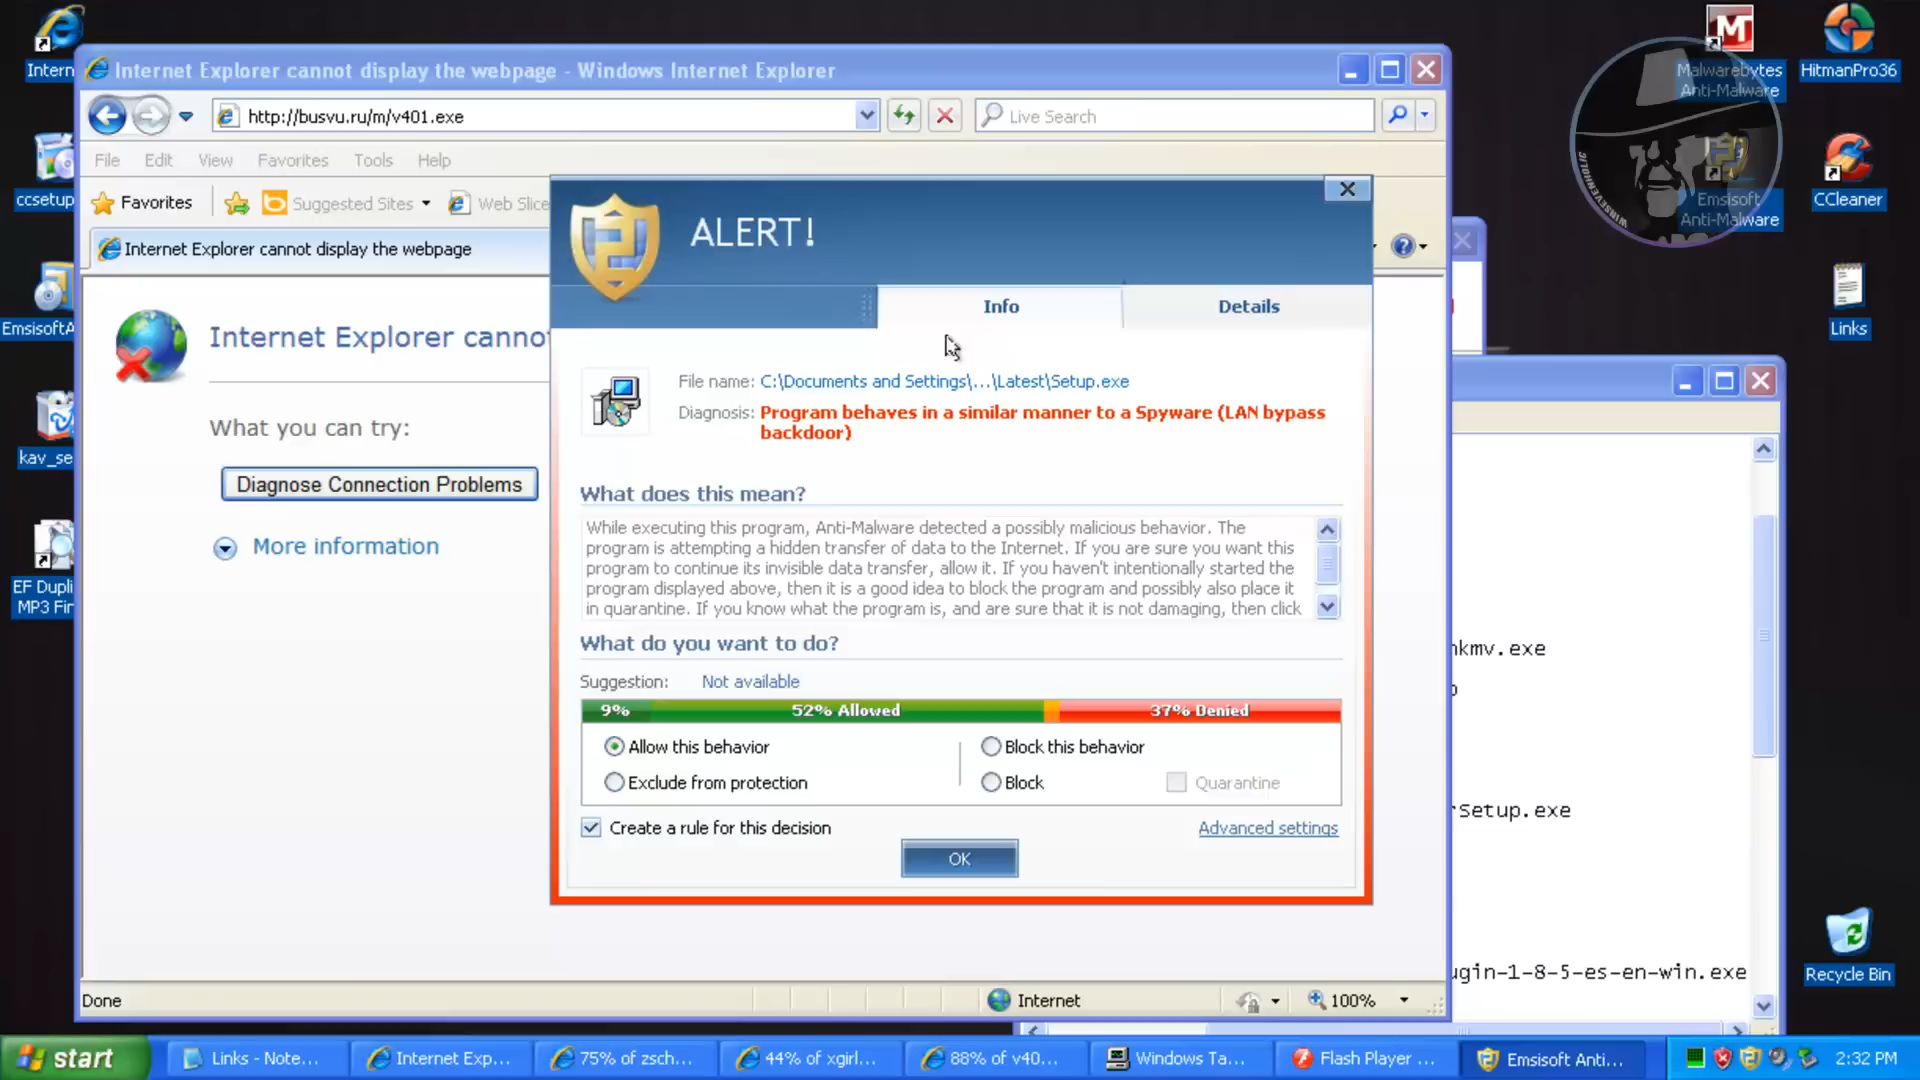 Intern
ccsetup
EmsisoftA
kav_se
EF Dupli
MP3 Fin
Internet Explorer cannot display the webpage - Windows Internet Explorer
http://busvu.ru/m/v401.exe
Live Search
File Edit View Favorites Tools Help
Favorites
Suggested Sites
Web Slice
Internet Explorer cannot display the webpage
Internet Explorer canno
What you can try:
Diagnose Connection Problems
More information
ALERT!
Info
Details
File name: C:\Documents and Settings\...\Latest\Setup.exe
Diagnosis: Program behaves in a similar manner to a Spyware (LAN bypass
backdoor)
What does this mean?
While executing this program, Anti-Malware detected a possibly malicious behavior. The
program is attempting a hidden transfer of data to the Internet. If you are sure you want this
program to continue its invisible data transfer, allow it. If you haven't intentionally started the
program displayed above, then it is a good idea to block the program and possibly also place it
in quarantine. If you know what the program is, and are sure that it is not damaging, then click
What do you want to do?
Suggestion: Not available
9% 52% Allowed 37% Denied
Allow this behavior
Block this behavior
Exclude from protection
Block
Quarantine
Create a rule for this decision
Advanced settings
OK
nkmv.exe
rSetup.exe
ugin-1-8-5-es-en-win.exe
Malwarebytes
Anti-Malware
HitmanPro36
Emsisoft
Anti-Malware
CCleaner
WINSEVENHOLIC
Links
Recycle Bin
Done
Internet
100%
start
Links - Note...
Internet Exp...
75% of zsch...
44% of xgirl...
88% of v40...
Windows Ta...
Flash Player ...
Emsisoft Anti...
2:32 PM